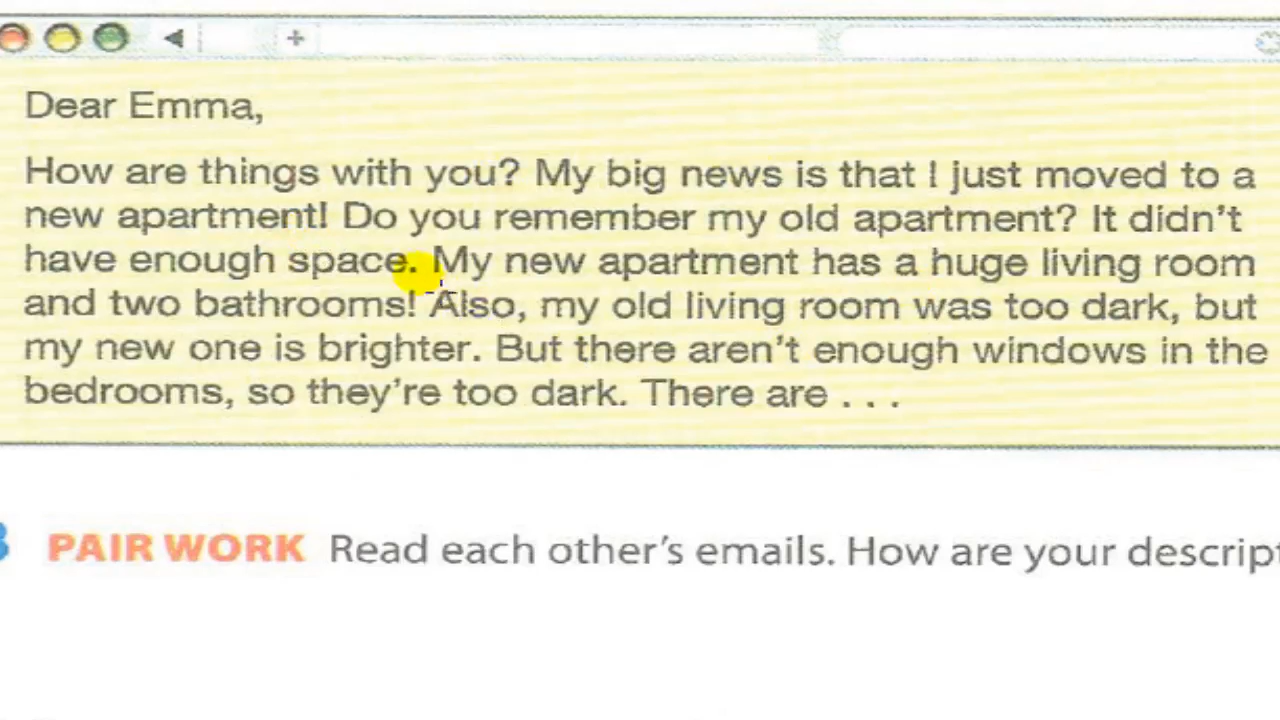 Dear Emma,
How are things with you? My big news is that I just moved to a
new apartment! Do you remember my old apartment? It didn't
have enough space. My new apartment has a huge living room
and two bathrooms! Also, my old living room was too dark, but
my new one is brighter. But there aren't enough windows in the
bedrooms, so they're too dark. There are . . .
PAIR WORK Read each other's emails. How are your